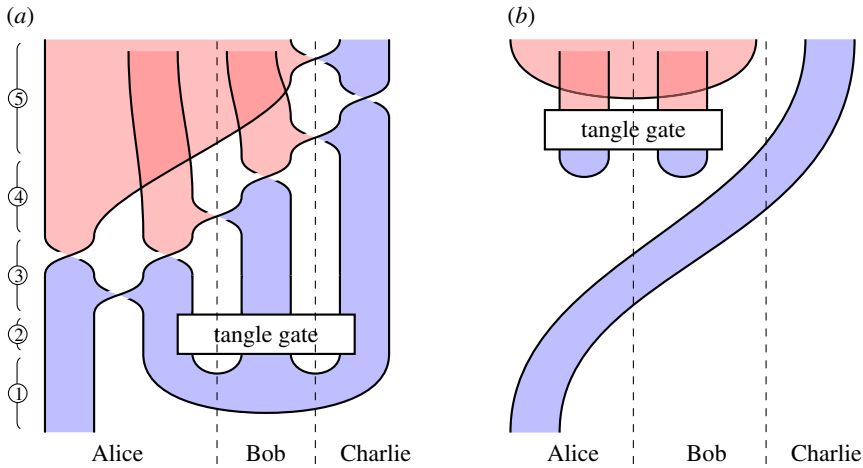 (a)
(b)
⑤
④
③
②
①
tangle gate
tangle gate
Alice
Bob
Charlie
Alice
Bob
Charlie